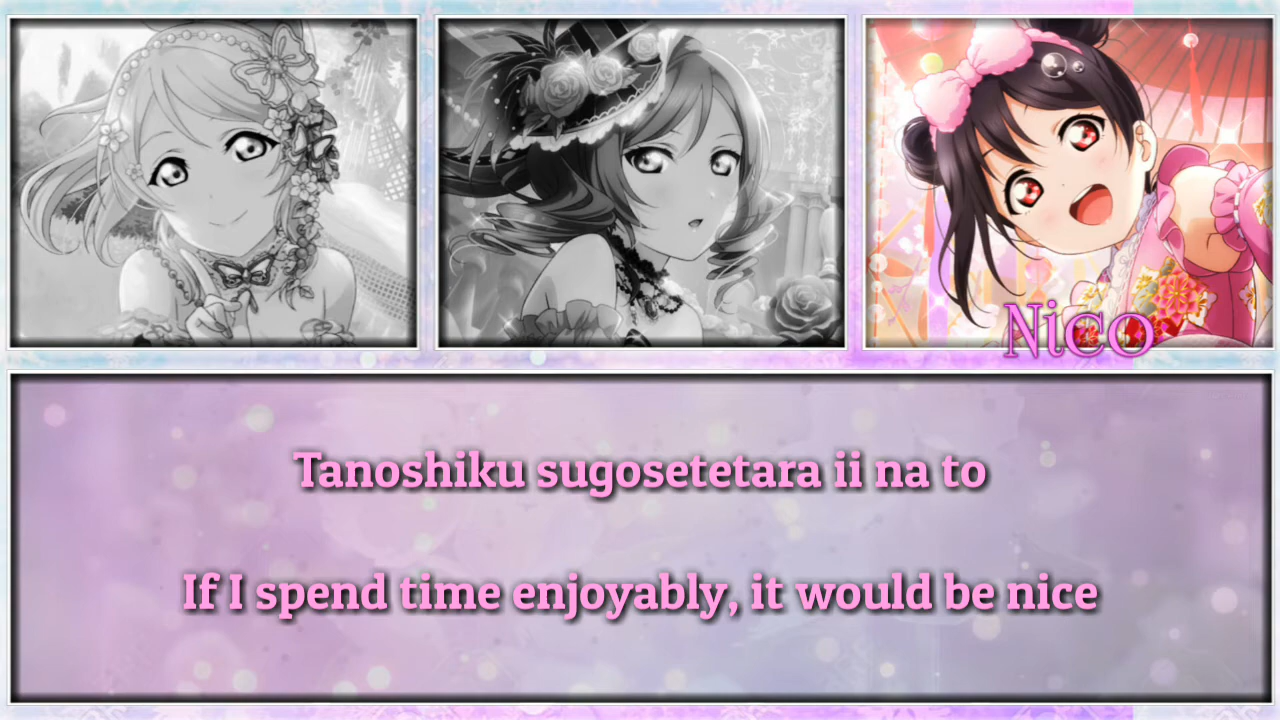 Nico
Tanoshiku sugosetetara ii na to
If I spend time enjoyably, it would be nice